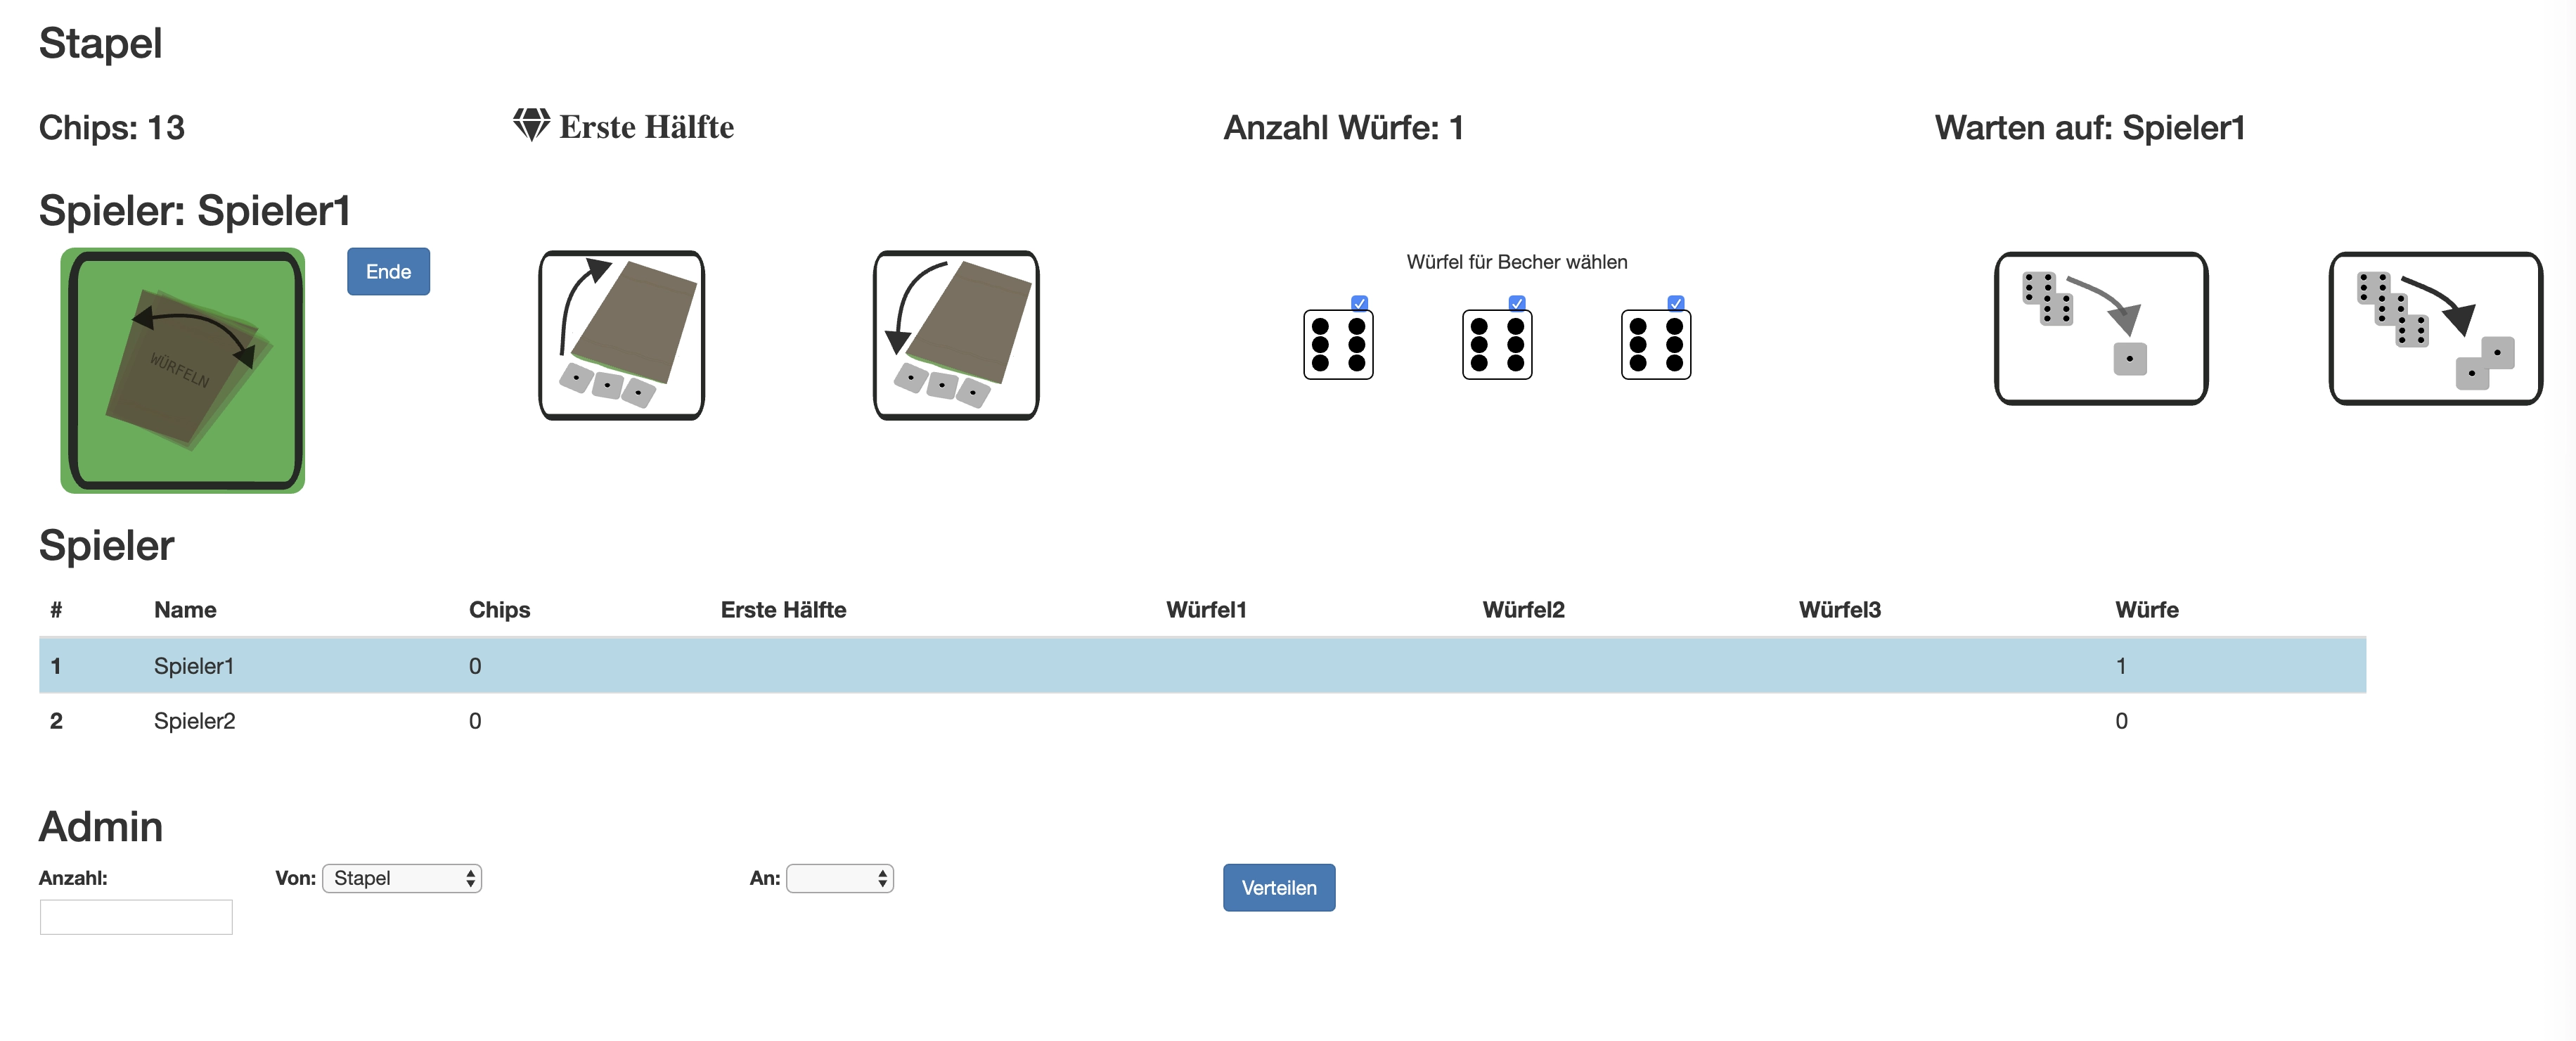 Stapel
Chips: 13
Erste Hälfte
Anzahl Würfe: 1
Warten auf: Spieler1
Spieler: Spieler1
WÜRFELN
Ende
Würfel für Becher wählen
Spieler
# Name Chips Erste Hälfte Würfel1 Würfel2 Würfel3 Würfe
1 Spieler1 0 1
2 Spieler2 0 0
Admin
Anzahl:
Von: Stapel
An:
Verteilen